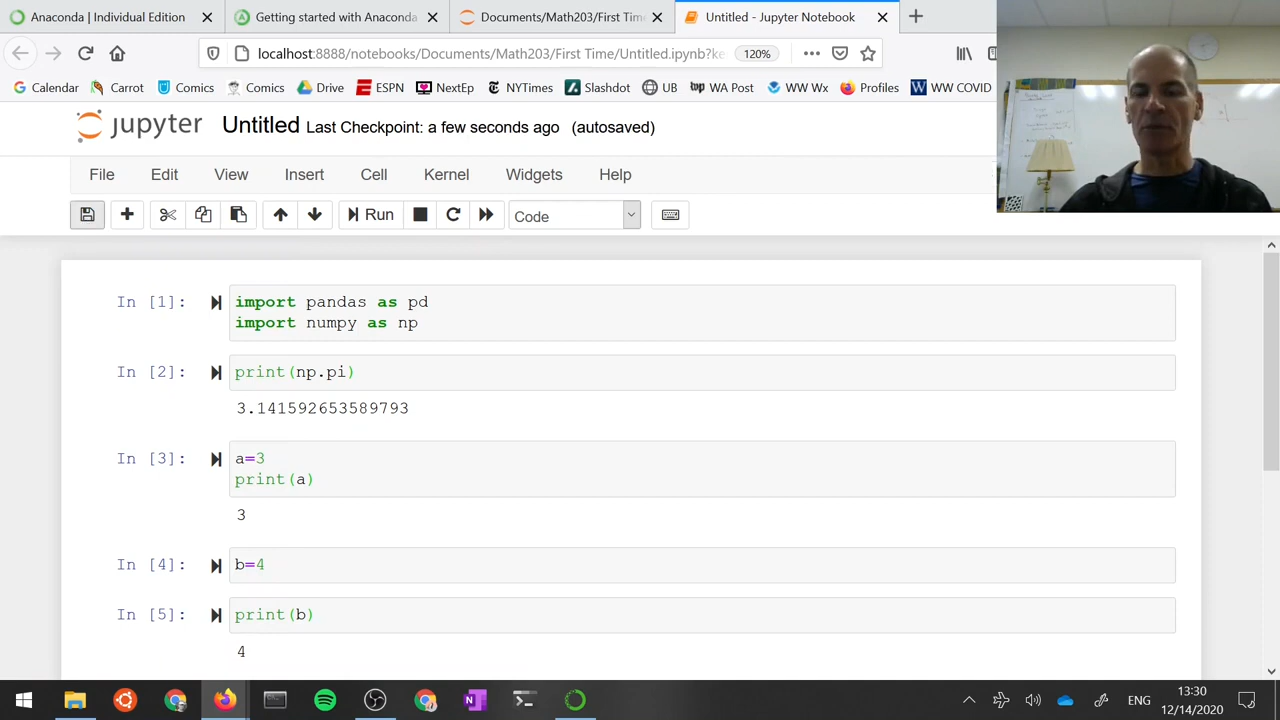 Anaconda | Individual Edition
Getting started with Anaconda
Documents/Math203/First Time
Untitled - Jupyter Notebook
localhost:8888/notebooks/Documents/Math203/First Time/Untitled.ipynb?ke
120%
Calendar Carrot Comics Comics Drive ESPN NextEp NYTimes Slashdot UB WA Post WW Wx Profiles WW COVID
jupyter Untitled Last Checkpoint: a few seconds ago (autosaved)
File Edit View Insert Cell Kernel Widgets Help
Run Code
In [1]: import pandas as pd
import numpy as np
In [2]: print(np.pi)
3.141592653589793
In [3]: a=3
print(a)
3
In [4]: b=4
In [5]: print(b)
4
ENG
13:30
12/14/2020